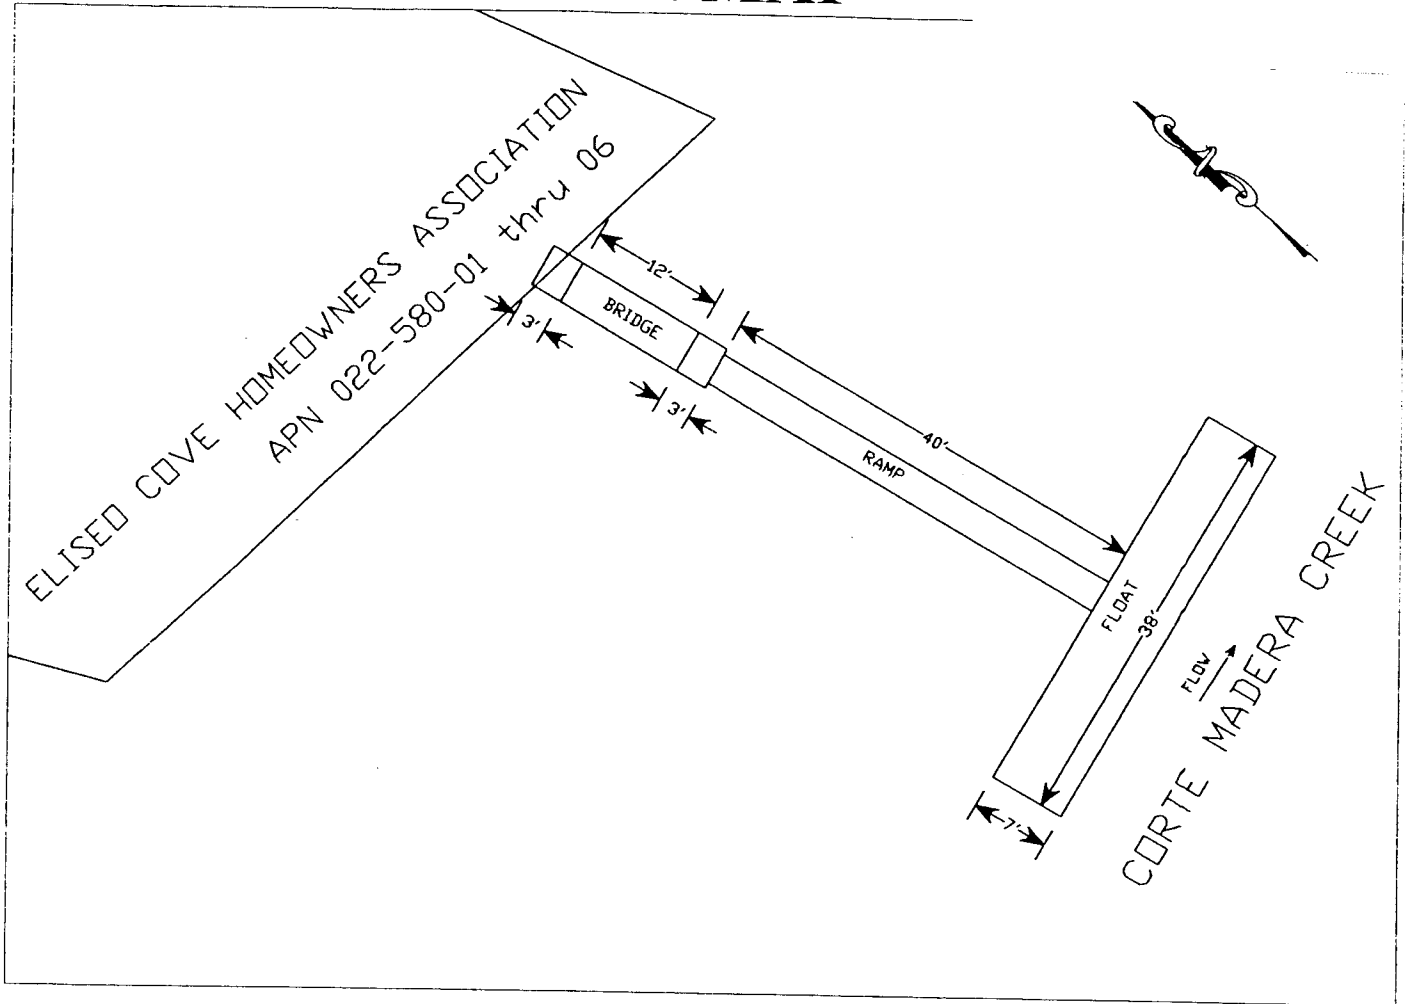 ELISED COVE HOMEOWNERS ASSOCIATION
APN 022-580-01 thru 06
12'
BRIDGE
3'
3'
40'
RAMP
FLOAT
38'
FLOW
7'
CORTE MADERA CREEK